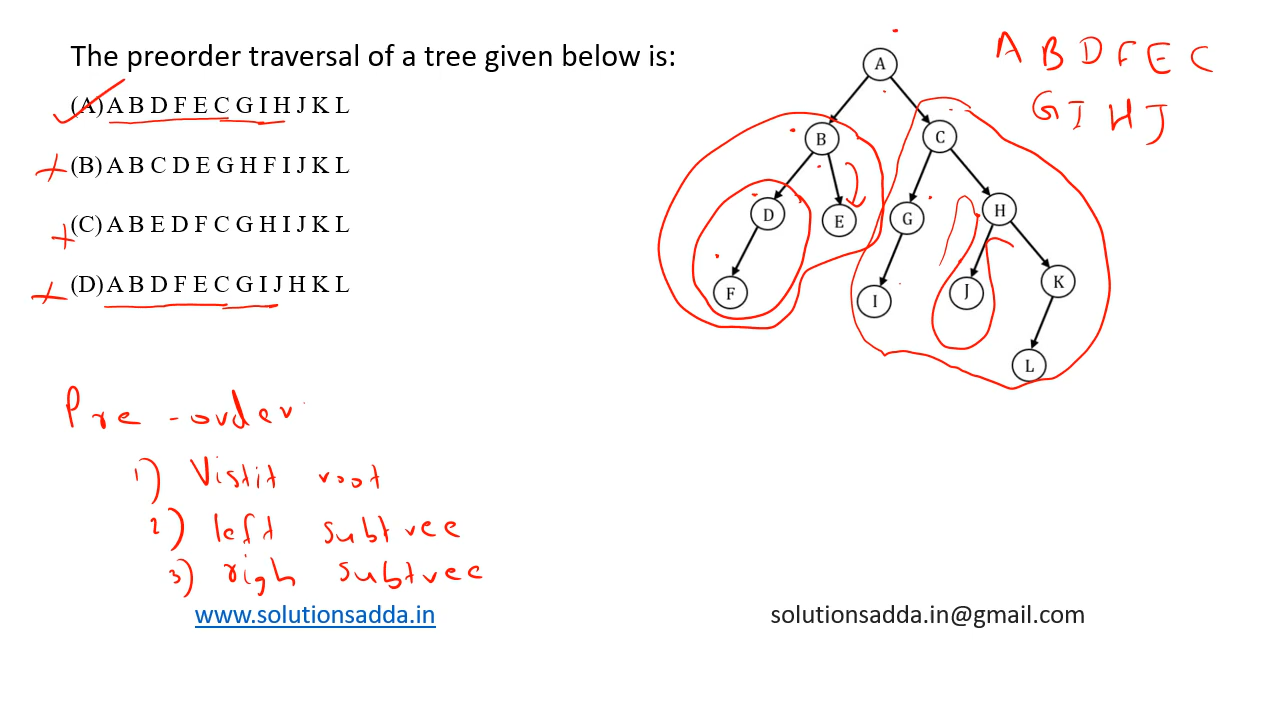 The preorder traversal of a tree given below is:
(A) A B D F E C G I H J K L
(B) A B C D E G H F I J K L
(C) A B E D F C G H I J K L
(D) A B D F E C G I J H K L
A B D F E C
G I H J
A
B
C
D
E
G
H
F
I
J
K
L
Pre-order
1) Vistit root
2) left subtree
3) righ subtree
www.solutionsadda.in
solutionsadda.in@gmail.com